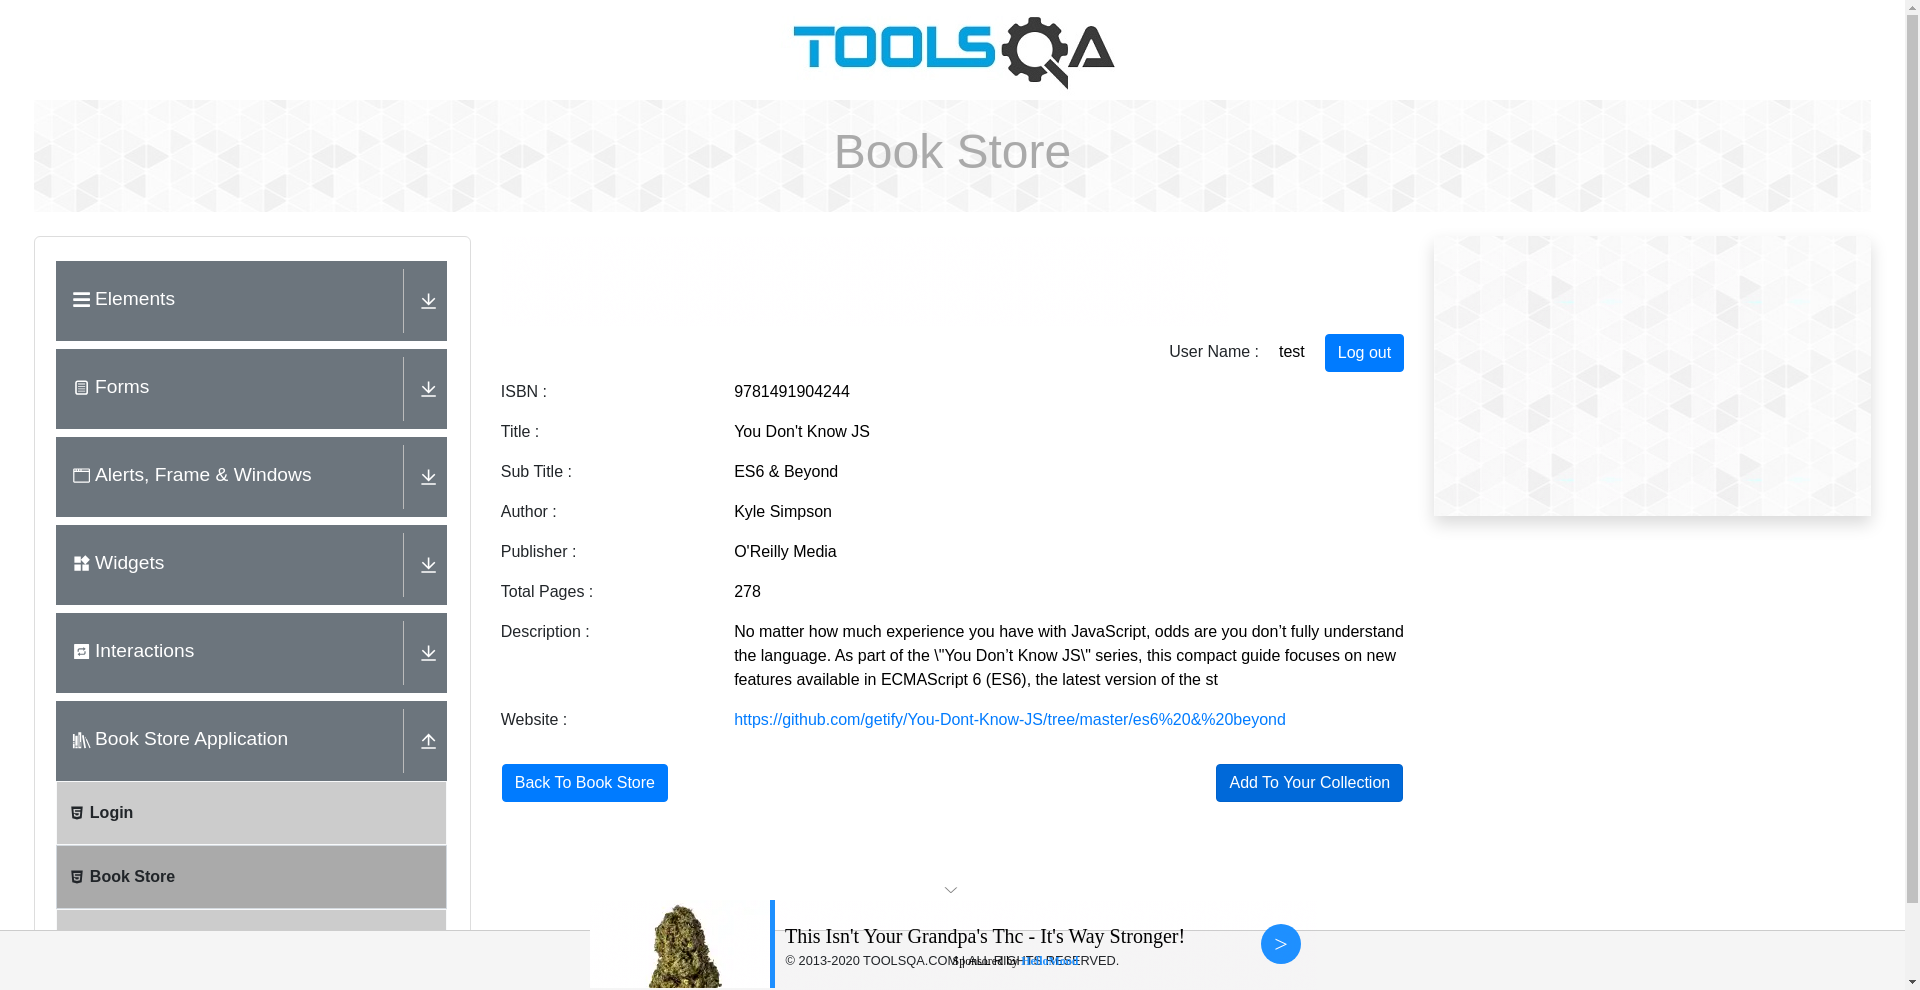 TOOLSQA
Book Store
Elements
Forms
Alerts, Frame & Windows
Widgets
Interactions
Book Store Application
Login
Book Store
User Name : test Log out
ISBN : 9781491904244
Title : You Don't Know JS
Sub Title : ES6 & Beyond
Author : Kyle Simpson
Publisher : O'Reilly Media
Total Pages : 278
Description : No matter how much experience you have with JavaScript, odds are you don’t fully understand
the language. As part of the \"You Don’t Know JS\" series, this compact guide focuses on new
features available in ECMAScript 6 (ES6), the latest version of the st
Website : https://github.com/getify/You-Dont-Know-JS/tree/master/es6%20&%20beyond
Back To Book Store Add To Your Collection
This Isn't Your Grandpa's Thc - It's Way Stronger!
>
© 2013-2020 TOOLSQA.COM | ALL RIGHTS RESERVED.
Sponsored by